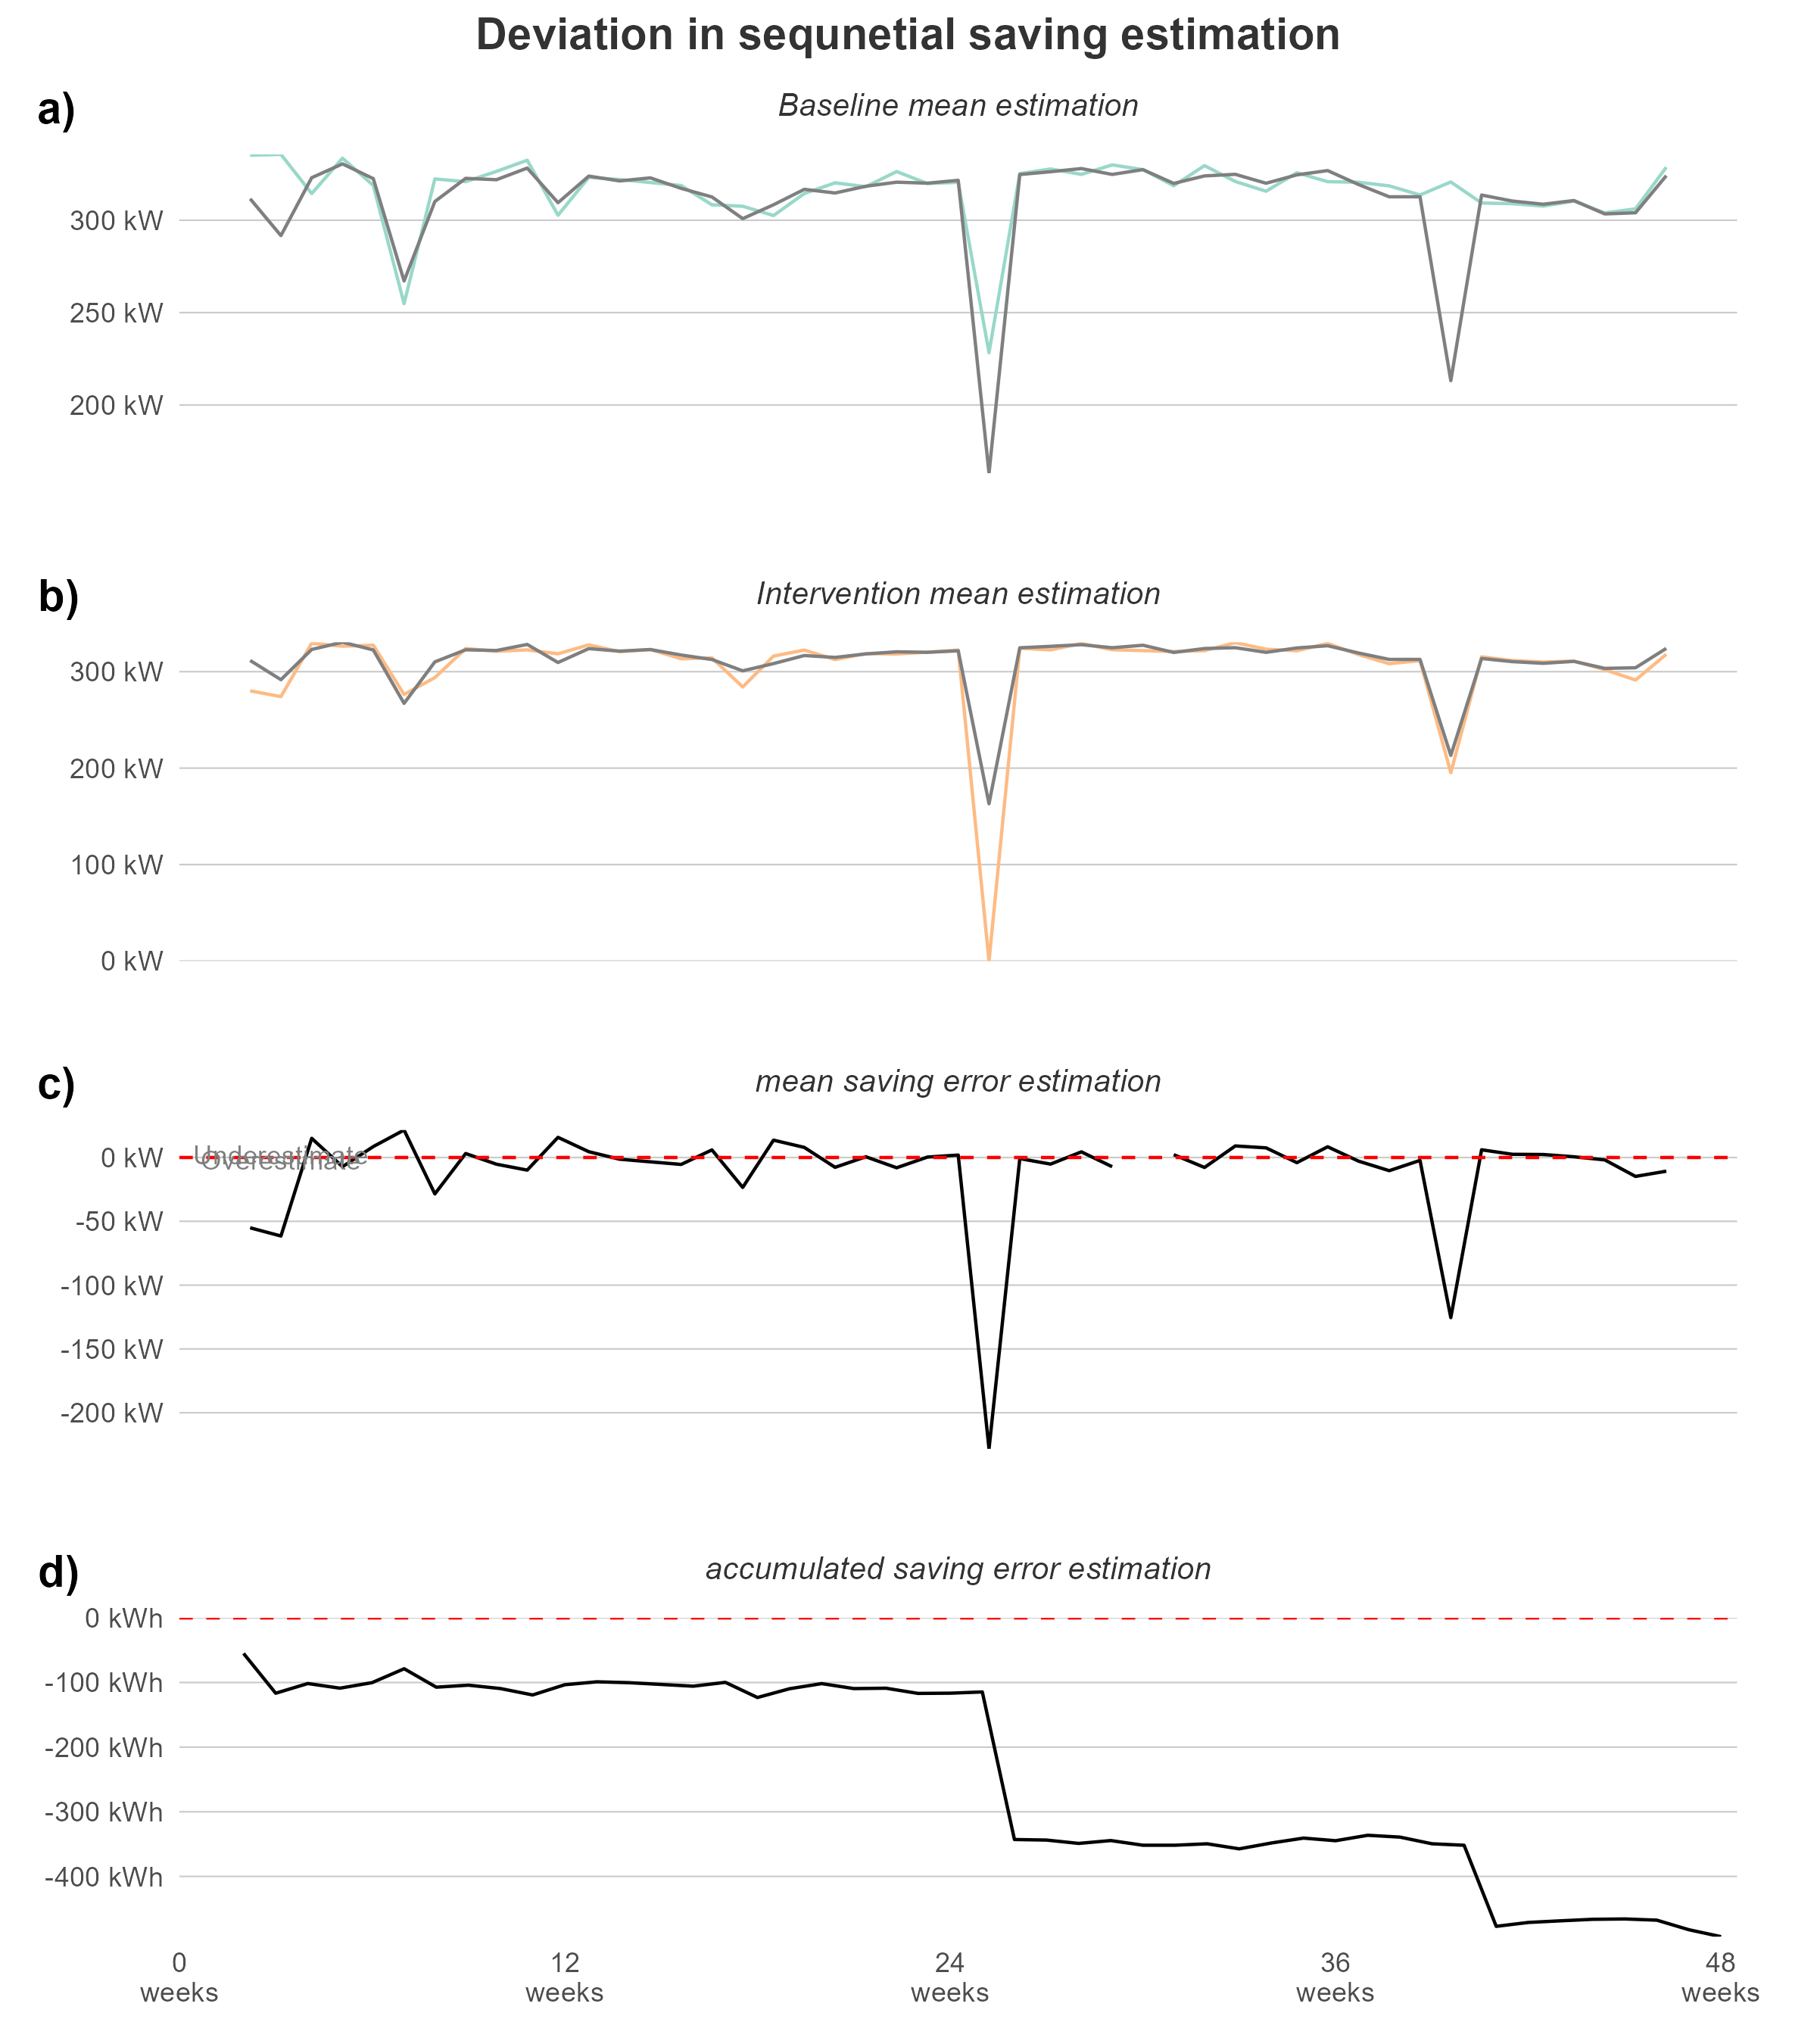 Deviation in sequnetial saving estimation
a)
Baseline mean estimation
300 kW
250 kW
200 kW
b)
Intervention mean estimation
300 kW
200 kW
100 kW
0 kW
c)
mean saving error estimation
0 kW
Underestimate
Overestimate
-50 kW
-100 kW
-150 kW
-200 kW
d)
accumulated saving error estimation
0 kWh
-100 kWh
-200 kWh
-300 kWh
-400 kWh
0 12 24 36 48
weeks weeks weeks weeks weeks